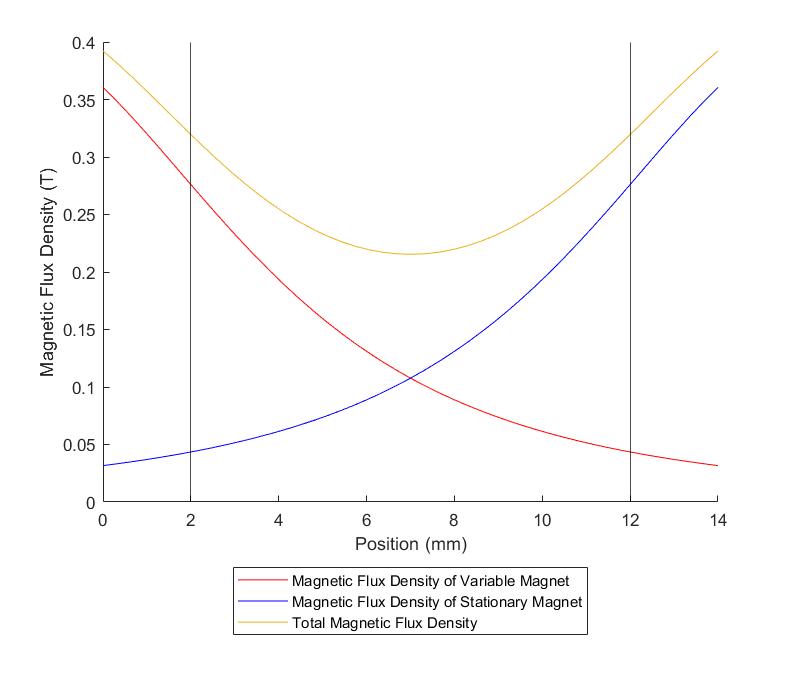 0.4
0.35
0.3
0.25
0.2
0.15
0.1
0.05
0
Magnetic Flux Density (T)
0 2 4 6 8 10 12 14
Position (mm)
Magnetic Flux Density of Variable Magnet
Magnetic Flux Density of Stationary Magnet
Total Magnetic Flux Density